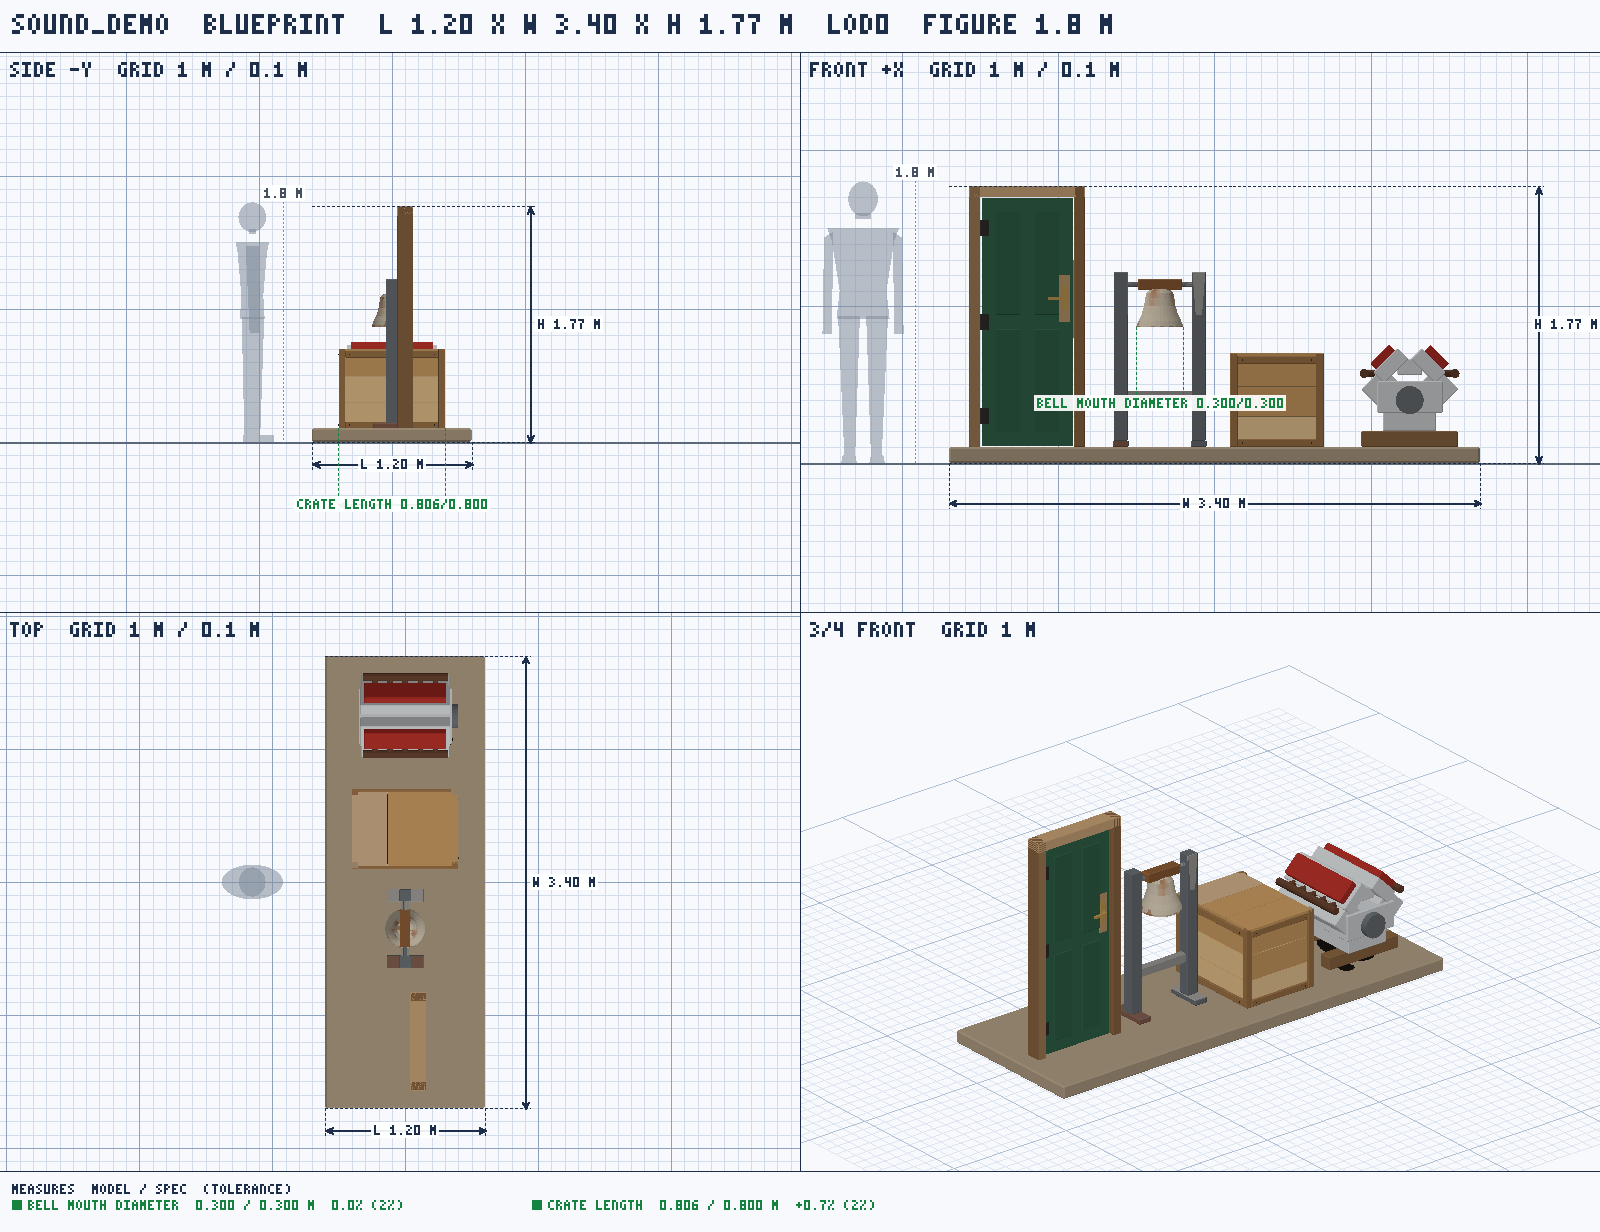 SOUND_DEMO BLUEPRINT L 1.20 X W 3.40 X H 1.77 M LOD0 FIGURE 1.8 M
SIDE -Y GRID 1 M / 0.1 M
1.8 M
H 1.77 M
L 1.20 M
CRATE LENGTH 0.806/0.800
FRONT +X GRID 1 M / 0.1 M
1.8 M
H 1.77 M
BELL MOUTH DIAMETER 0.300/0.300
W 3.40 M
TOP GRID 1 M / 0.1 M
W 3.40 M
L 1.20 M
3/4 FRONT GRID 1 M
MEASURES MODEL / SPEC (TOLERANCE)
BELL MOUTH DIAMETER 0.300 / 0.300 M 0.0% (2%)
CRATE LENGTH 0.806 / 0.800 M +0.7% (2%)